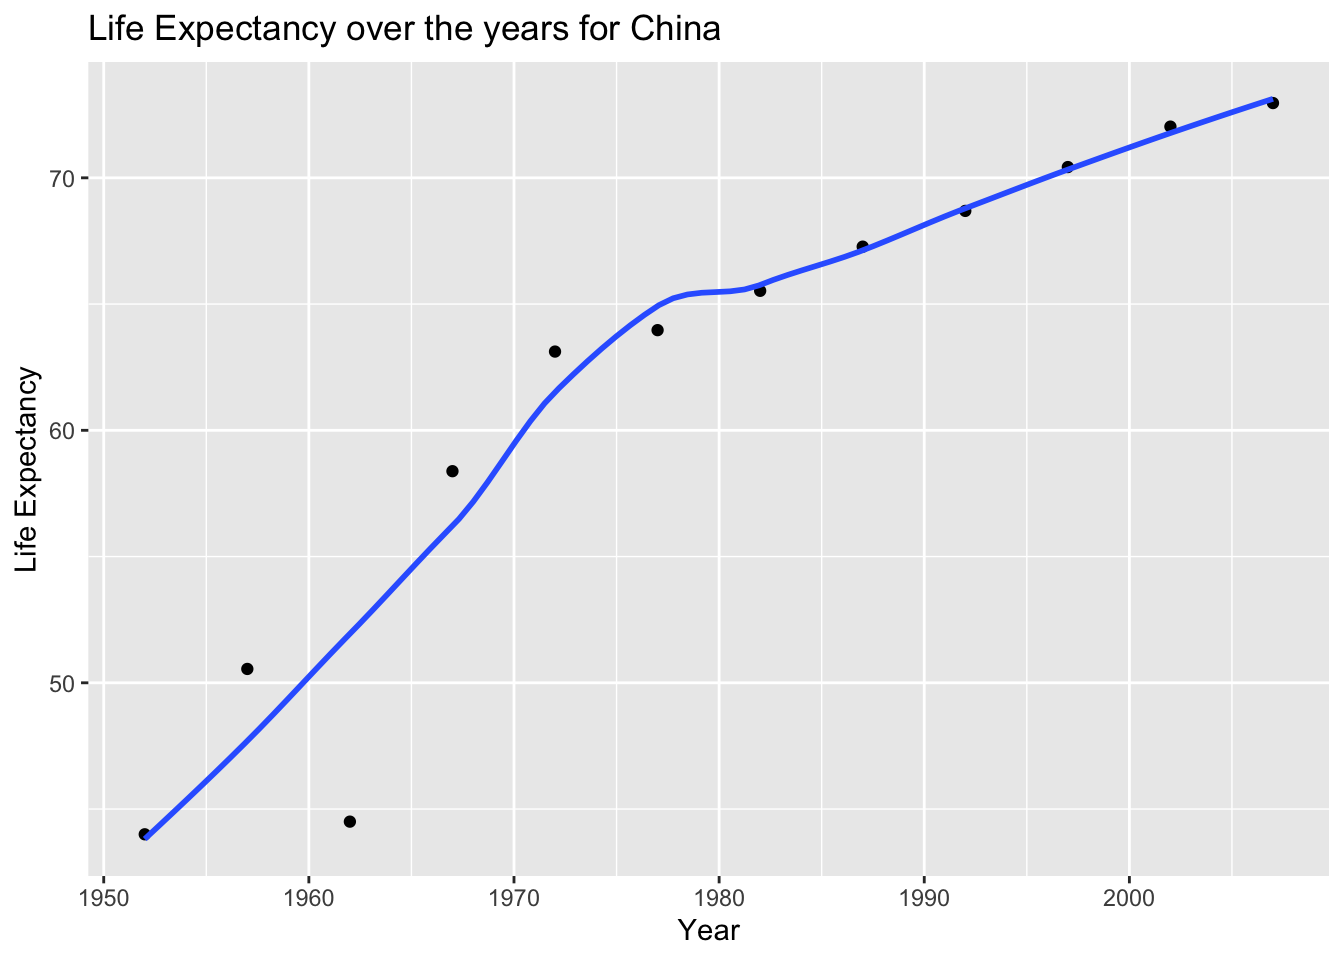 Life Expectancy over the years for China
Life Expectancy
70
60
50
1950 1960 1970 1980 1990 2000
Year